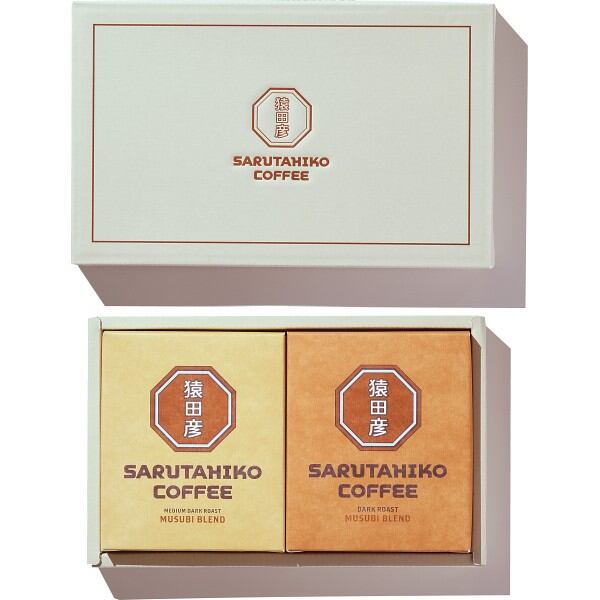 猿田彦
SARUTAHIKO
COFFEE
猿田彦
SARUTAHIKO
COFFEE
MEDIUM DARK ROAST
MUSUBI BLEND
猿田彦
SARUTAHIKO
COFFEE
DARK ROAST
MUSUBI BLEND